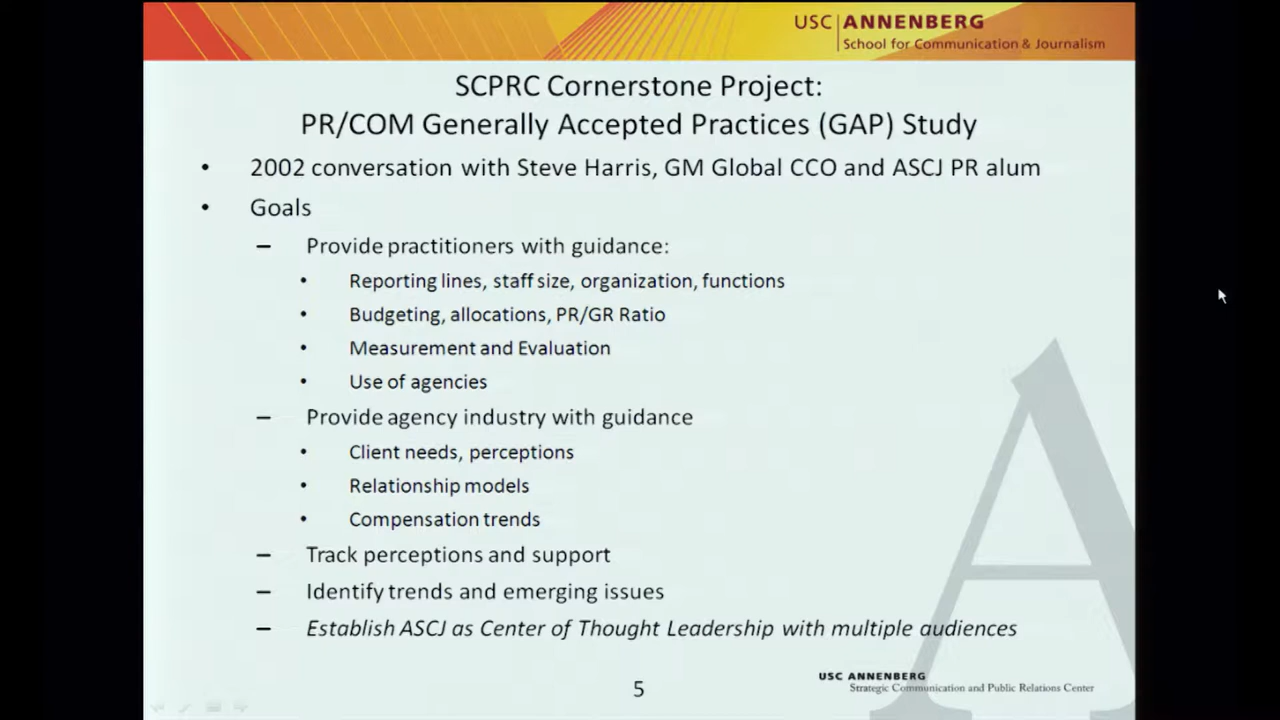 USC ANNENBERG
School for Communication & Journalism
SCPRC Cornerstone Project:
PR/COM Generally Accepted Practices (GAP) Study
• 2002 conversation with Steve Harris, GM Global CCO and ASCJ PR alum
• Goals
– Provide practitioners with guidance:
• Reporting lines, staff size, organization, functions
• Budgeting, allocations, PR/GR Ratio
• Measurement and Evaluation
• Use of agencies
– Provide agency industry with guidance
• Client needs, perceptions
• Relationship models
• Compensation trends
– Track perceptions and support
– Identify trends and emerging issues
– Establish ASCJ as Center of Thought Leadership with multiple audiences
5
USC ANNENBERG
Strategic Communication and Public Relations Center
A